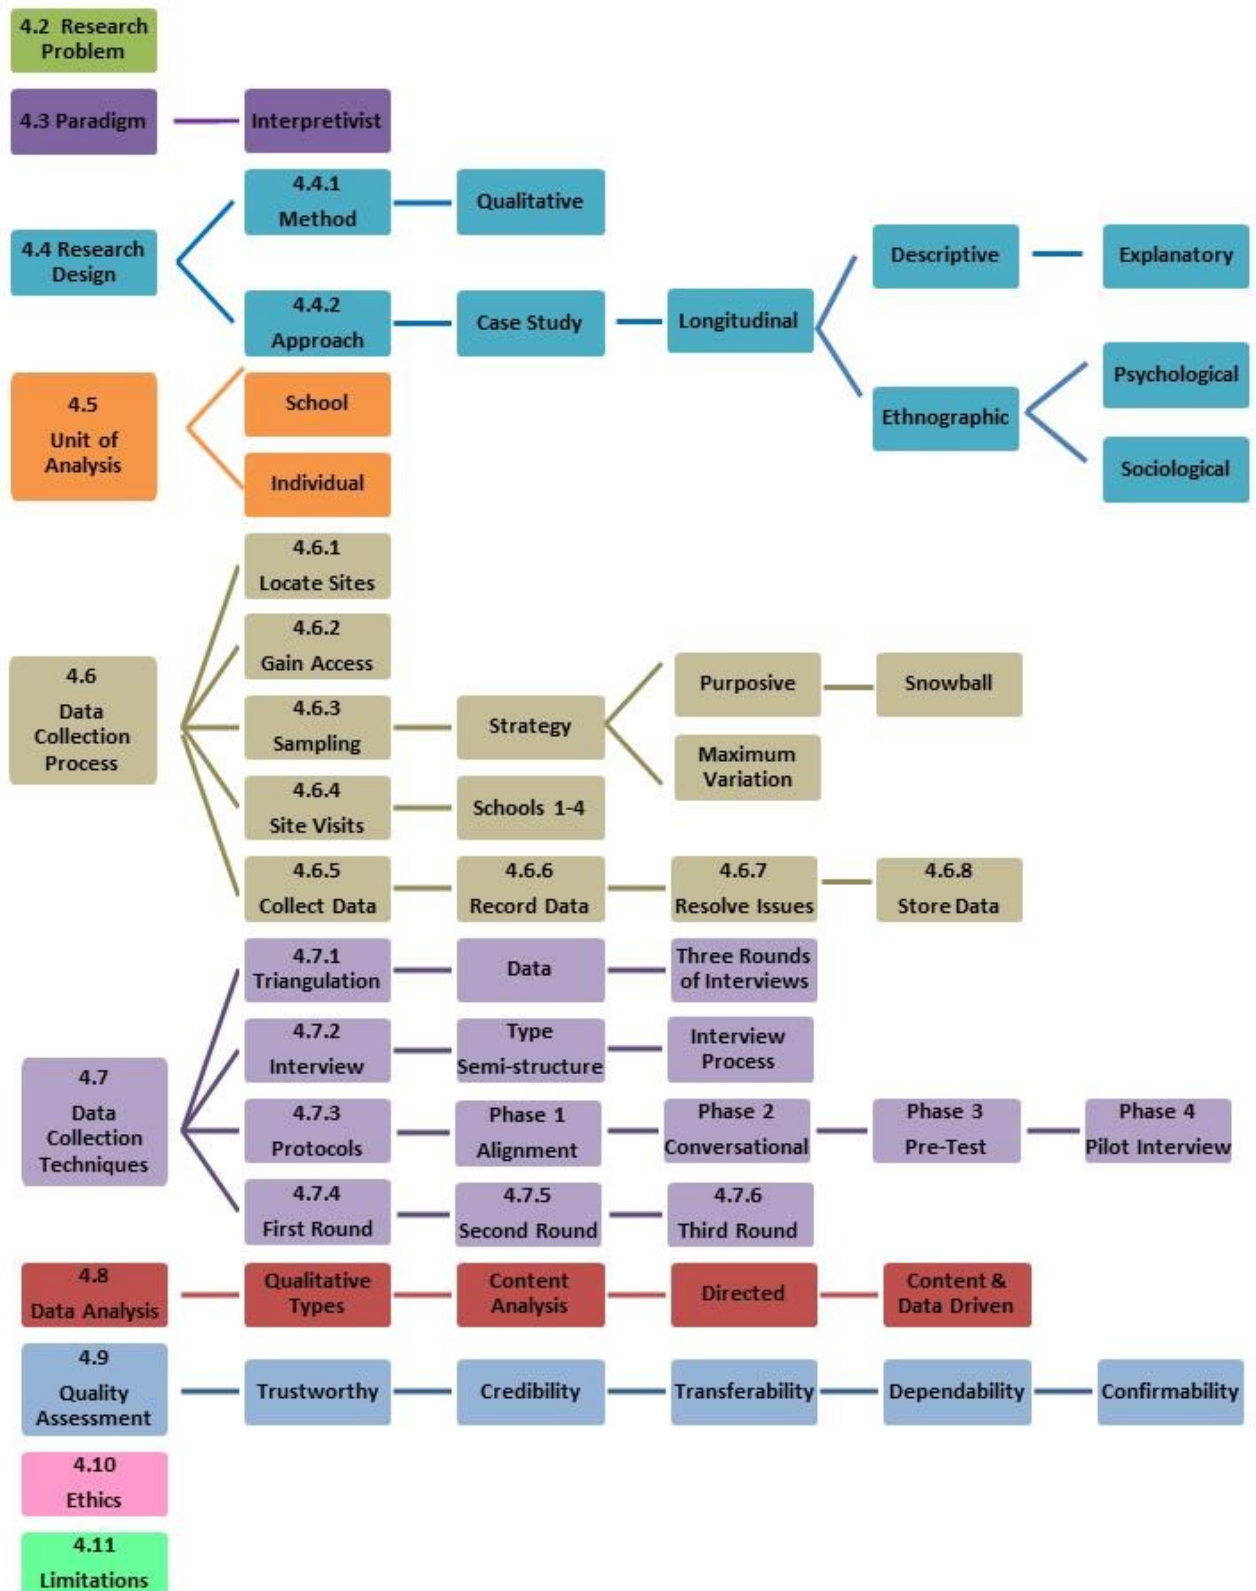 4.2 Research
Problem
4.3 Paradigm
Interpretivist
4.4 Research
Design
4.4.1
Method
Qualitative
4.4.2
Approach
Case Study
Longitudinal
Descriptive
Explanatory
Ethnographic
Psychological
Sociological
4.5
Unit of
Analysis
School
Individual
4.6
Data
Collection
Process
4.6.1
Locate Sites
4.6.2
Gain Access
4.6.3
Sampling
Strategy
Purposive
Snowball
Maximum
Variation
4.6.4
Site Visits
Schools 1-4
4.6.5
Collect Data
4.6.6
Record Data
4.6.7
Resolve Issues
4.6.8
Store Data
4.7
Data
Collection
Techniques
4.7.1
Triangulation
Data
Three Rounds
of Interviews
4.7.2
Interview
Type
Semi-structure
Interview
Process
4.7.3
Protocols
Phase 1
Alignment
Phase 2
Conversational
Phase 3
Pre-Test
Phase 4
Pilot Interview
4.7.4
First Round
4.7.5
Second Round
4.7.6
Third Round
4.8
Data Analysis
Qualitative
Types
Content
Analysis
Directed
Content &
Data Driven
4.9
Quality
Assessment
Trustworthy
Credibility
Transferability
Dependability
Confirmability
4.10
Ethics
4.11
Limitations